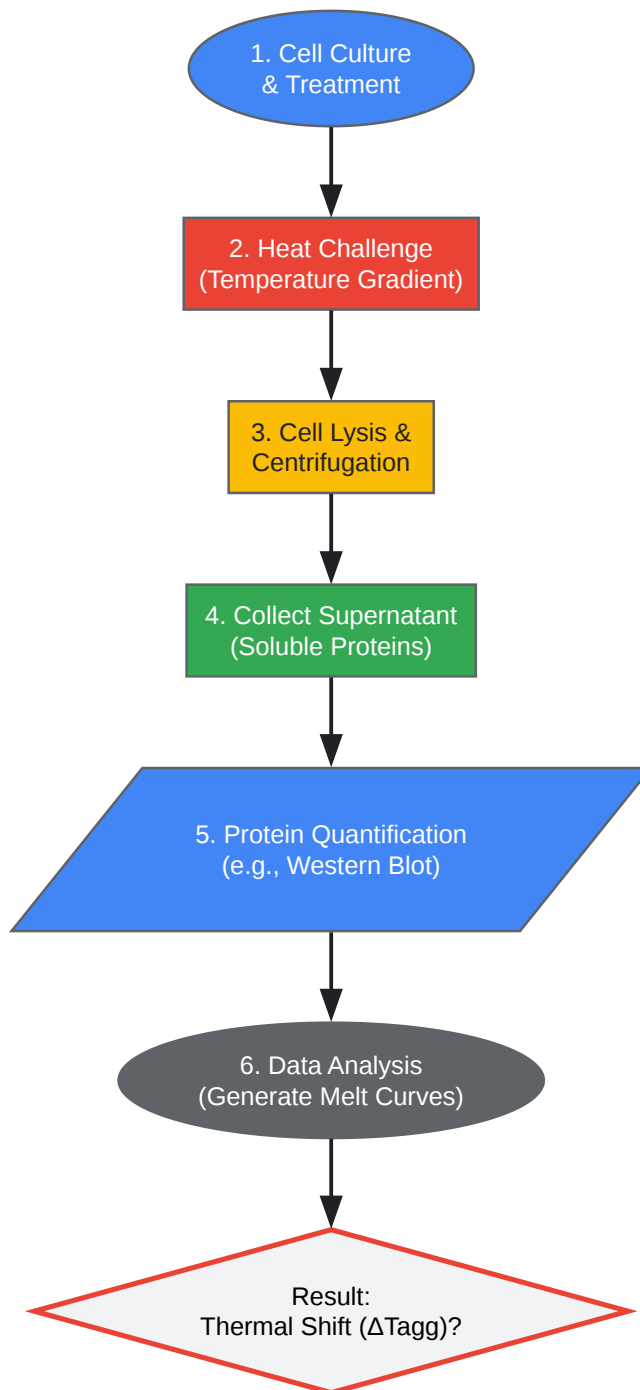 1. Cell Culture
& Treatment
2. Heat Challenge
(Temperature Gradient)
3. Cell Lysis &
Centrifugation
4. Collect Supernatant
(Soluble Proteins)
5. Protein Quantification
(e.g., Western Blot)
6. Data Analysis
(Generate Melt Curves)
Result:
Thermal Shift (ΔTagg)?